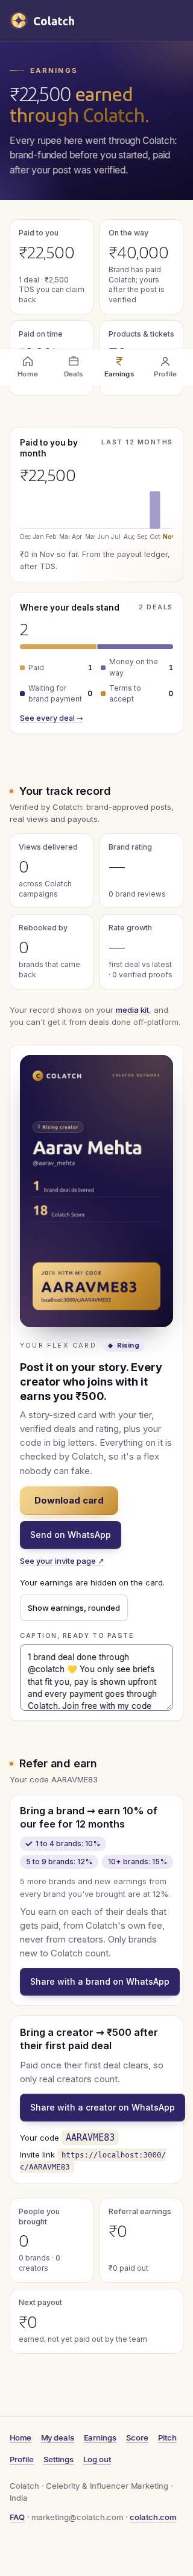 Colatch
EARNINGS
₹22,500 earned
through Colatch.
Every rupee here went through Colatch:
brand-funded before you started, paid
after your post was verified.
Paid to you
₹22,500
1 deal · ₹2,500
TDS you can claim
back
On the way
₹40,000
Brand has paid
Colatch; yours
after the post is
verified
Paid on time
Products & tickets
Home
Deals
Earnings
Profile
Paid to you by
month
LAST 12 MONTHS
₹22,500
Dec Jan Feb Mar Apr May Jun Jul Aug Sep Oct Nov
₹0 in Nov so far. From the payout ledger,
after TDS.
Where your deals stand
2 DEALS
2
Paid 1
Money on the
way 1
Waiting for
brand payment 0
Terms to
accept 0
See every deal →
Your track record
Verified by Colatch: brand-approved posts,
real views and payouts.
Views delivered
0
across Colatch
campaigns
Brand rating
—
0 brand reviews
Rebooked by
0
brands that came
back
Rate growth
—
first deal vs latest
· 0 verified proofs
Your record shows on your media kit, and
you can't get it from deals done off-platform.
COLATCH
CREATOR NETWORK
Rising creator
Aarav Mehta
@aarav_mehta
1 brand deal delivered
18 Colatch Score
JOIN WITH MY CODE
AARAVME83
localhost:3000/c/AARAVME83
YOUR FLEX CARD
◆ Rising
Post it on your story. Every
creator who joins with it
earns you ₹500.
A story-sized card with your tier,
verified deals and rating, plus your
code in big letters. Everything on it is
checked by Colatch, so it's a flex
nobody can fake.
Download card
Send on WhatsApp
See your invite page ↗
Your earnings are hidden on the card.
Show earnings, rounded
CAPTION, READY TO PASTE
1 brand deal done through
@colatch 💛 You only see briefs
that fit you, pay is shown upfront
and every payment goes through
Colatch. Join free with my code
Refer and earn
Your code AARAVME83
Bring a brand → earn 10% of
our fee for 12 months
✓ 1 to 4 brands: 10%
5 to 9 brands: 12%
10+ brands: 15%
5 more brands and new earnings from
every brand you've brought are at 12%.
You earn on each of their deals that
gets paid, from Colatch's own fee,
never from creators. Only brands
new to Colatch count.
Share with a brand on WhatsApp
Bring a creator → ₹500 after
their first paid deal
Paid once their first deal clears, so
only real creators count.
Share with a creator on WhatsApp
Your code AARAVME83
Invite link https://localhost:3000/
c/AARAVME83
People you
brought
0
0 brands · 0
creators
Referral earnings
₹0
₹0 paid out
Next payout
₹0
earned, not yet paid out by the team
Home My deals Earnings Score Pitch
Profile Settings Log out
Colatch · Celebrity & Influencer Marketing ·
India
FAQ · marketing@colatch.com · colatch.com